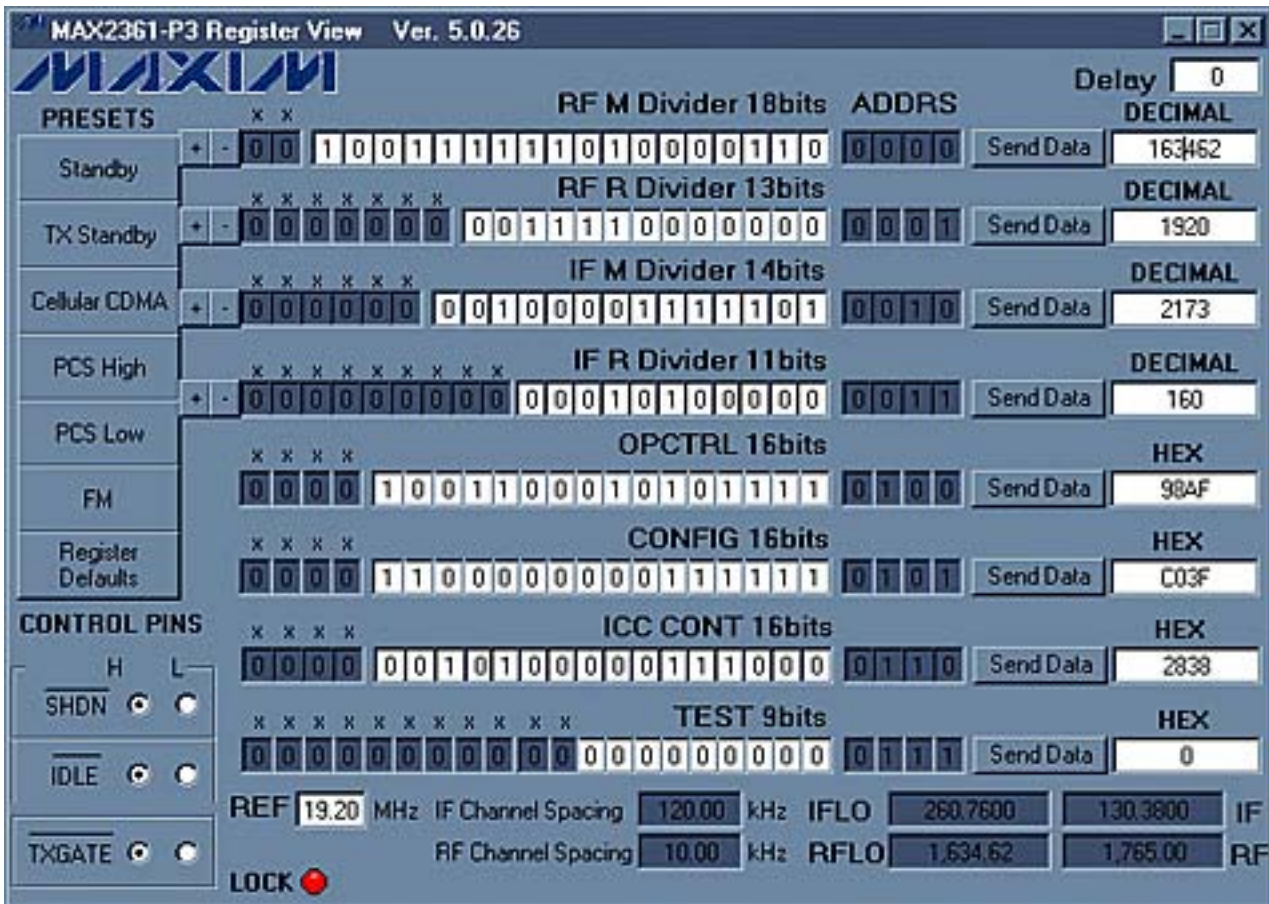 MAX2361-P3 Register View Ver. 5.0.26
MAXIM
Delay 0
PRESETS
Standby
TX Standby
Cellular CDMA
PCS High
PCS Low
FM
Register Defaults
x x RF M Divider 18bits ADDRS DECIMAL
+ - 0 0 1 0 0 1 1 1 1 1 1 0 1 0 0 0 0 1 1 0 0 0 0 0 Send Data 163462
x x x x x x x RF R Divider 13bits DECIMAL
+ - 0 0 0 0 0 0 0 0 0 1 1 1 1 0 0 0 0 0 0 0 0 0 0 1 Send Data 1920
x x x x x x IF M Divider 14bits DECIMAL
+ - 0 0 0 0 0 0 0 0 1 0 0 0 0 1 1 1 1 1 0 1 0 0 1 0 Send Data 2173
x x x x x x x x x IF R Divider 11bits DECIMAL
+ - 0 0 0 0 0 0 0 0 0 0 0 0 1 0 1 0 0 0 0 0 0 0 1 1 Send Data 160
x x x x OPCTRL 16bits HEX
0 0 0 0 1 0 0 1 1 0 0 0 1 0 1 0 1 1 1 1 0 1 0 0 Send Data 98AF
x x x x CONFIG 16bits HEX
0 0 0 0 1 1 0 0 0 0 0 0 0 0 1 1 1 1 1 1 0 1 0 1 Send Data C03F
x x x x ICC CONT 16bits HEX
0 0 0 0 0 0 1 0 1 0 0 0 0 0 1 1 1 0 0 0 0 1 1 0 Send Data 2838
x x x x x x x x x x x TEST 9bits HEX
0 0 0 0 0 0 0 0 0 0 0 0 0 0 0 0 0 0 0 0 0 1 1 1 Send Data 0
CONTROL PINS
H L
SHDN
IDLE
TXGATE
REF 19.20 MHz IF Channel Spacing 120.00 kHz IFLO 260.7600 130.3800 IF
RF Channel Spacing 10.00 kHz RFLO 1,634.62 1,765.00 RF
LOCK